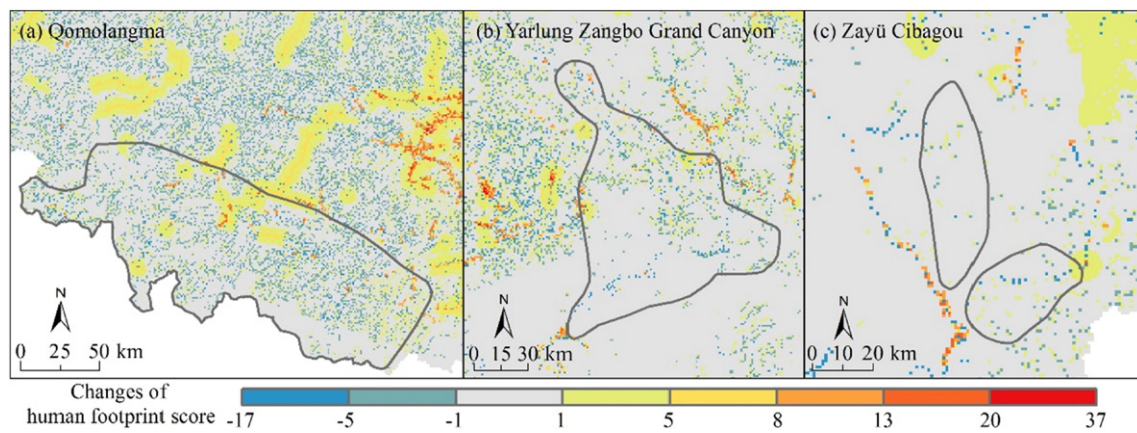 (a) Qomolangma
(b) Yarlung Zangbo Grand Canyon
(c) Zayü Cibagou
N
0 25 50 km
N
0 15 30 km
N
0 10 20 km
Changes of
human footprint score
-17 -5 -1 1 5 8 13 20 37